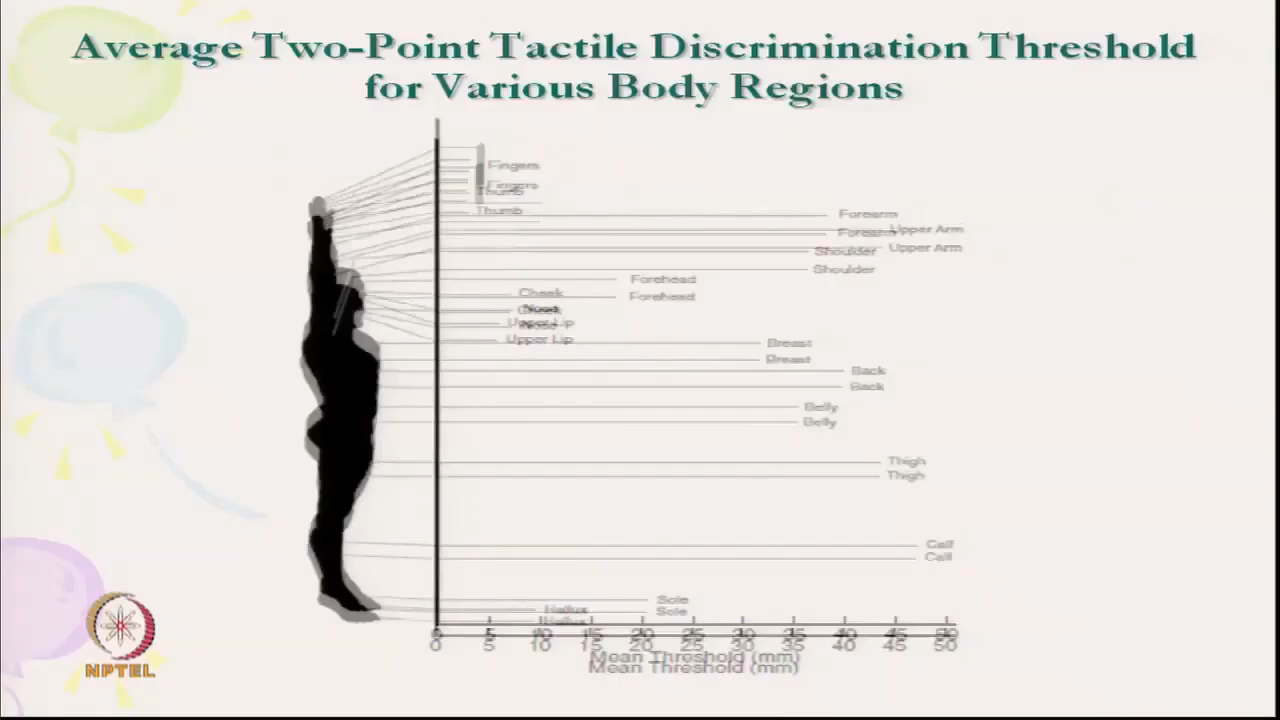 Average Two-Point Tactile Discrimination Threshold
for Various Body Regions
Fingers
Fingers
Thumb
Thumb
Forearm
Forearm
Upper Arm
Upper Arm
Shoulder
Shoulder
Forehead
Forehead
Cheek
Cheek
Nose
Nose
Upper Lip
Upper Lip
Breast
Breast
Back
Back
Belly
Belly
Thigh
Thigh
Calf
Calf
Sole
Sole
Hallux
Hallux
0 5 10 15 20 25 30 35 40 45 50
0 5 10 15 20 25 30 35 40 45 50
Mean Threshold (mm)
Mean Threshold (mm)
NPTEL